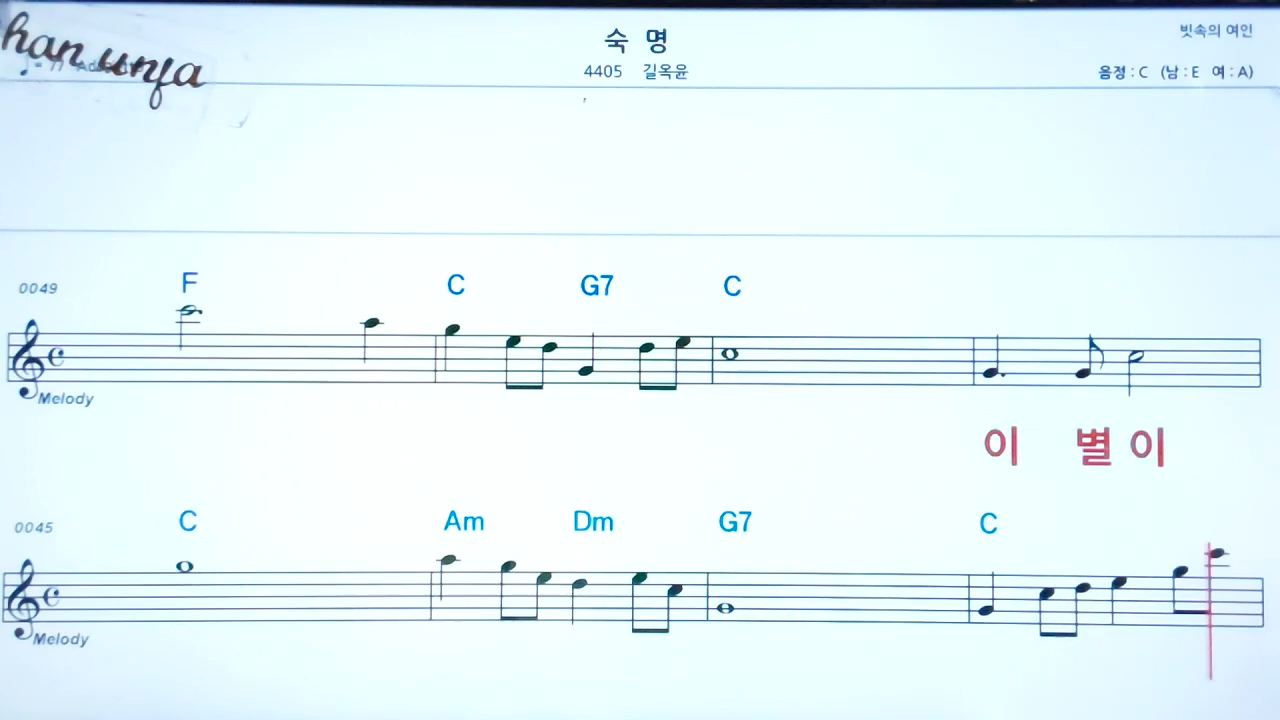 han unja
숙 명
빗속의 여인
4405 길옥윤
음정 : C (남 : E 여 : A)
0049 F C G7 C
Melody
이 별 이
0045 C Am Dm G7 C
Melody